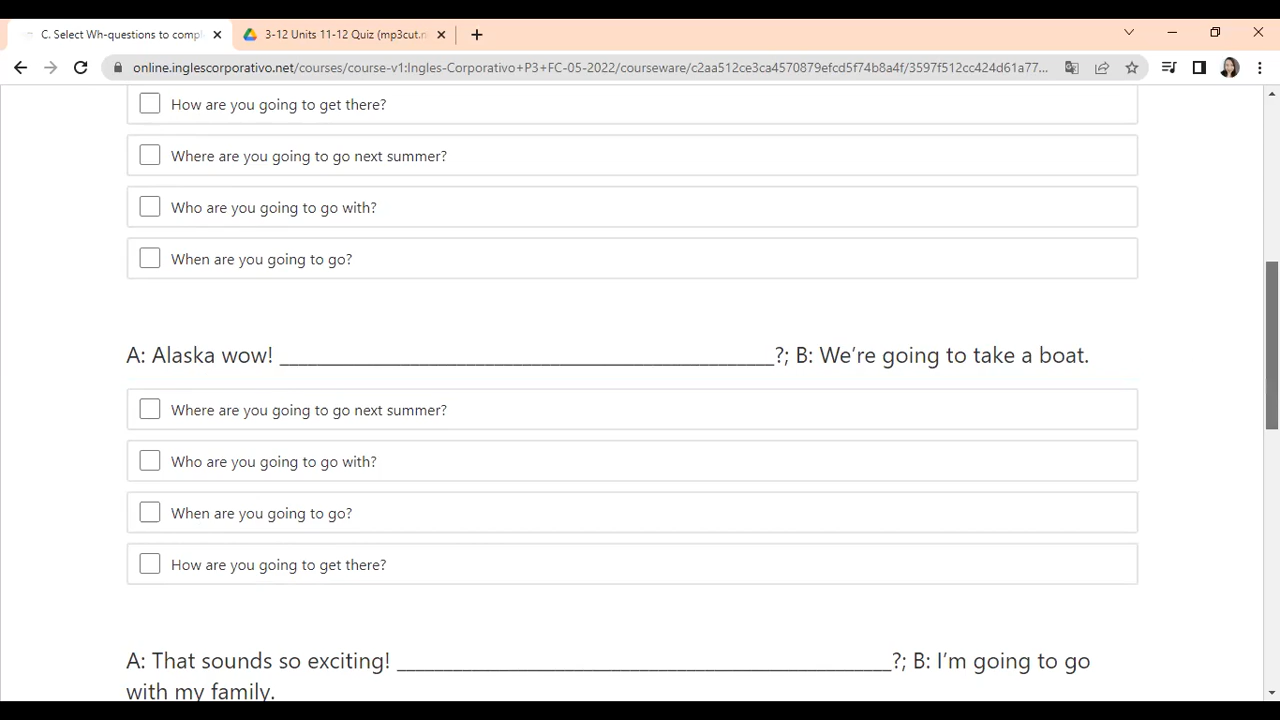 C. Select Wh-questions to compl
3-12 Units 11-12 Quiz (mp3cut.n
online.inglescorporativo.net/courses/course-v1:Ingles-Corporativo+P3+FC-05-2022/courseware/c2aa512ce3ca4570879efcd5f74b8a4f/3597f512cc424d61a77...
How are you going to get there?
Where are you going to go next summer?
Who are you going to go with?
When are you going to go?
A: Alaska wow! ________________________________________?; B: We’re going to take a boat.
Where are you going to go next summer?
Who are you going to go with?
When are you going to go?
How are you going to get there?
A: That sounds so exciting! ________________________________________?; B: I’m going to go
with my family.